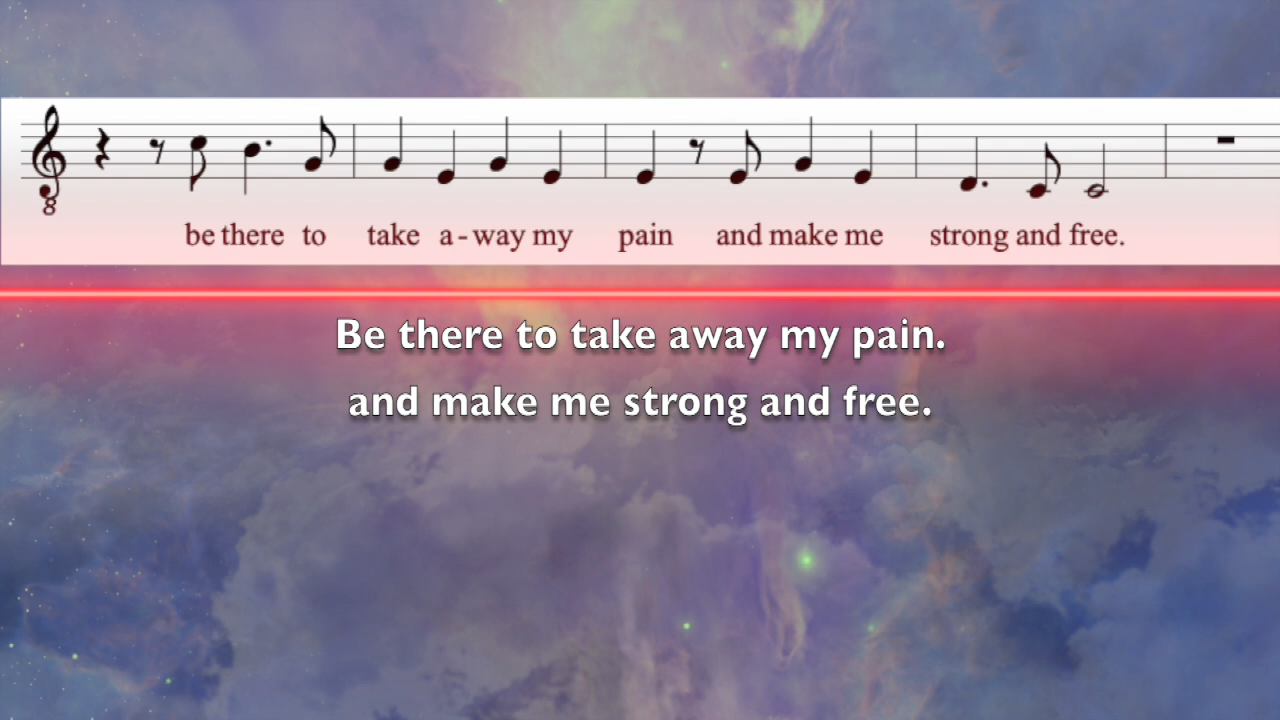 8
be there to take a - way my pain and make me strong and free.
Be there to take away my pain.
and make me strong and free.